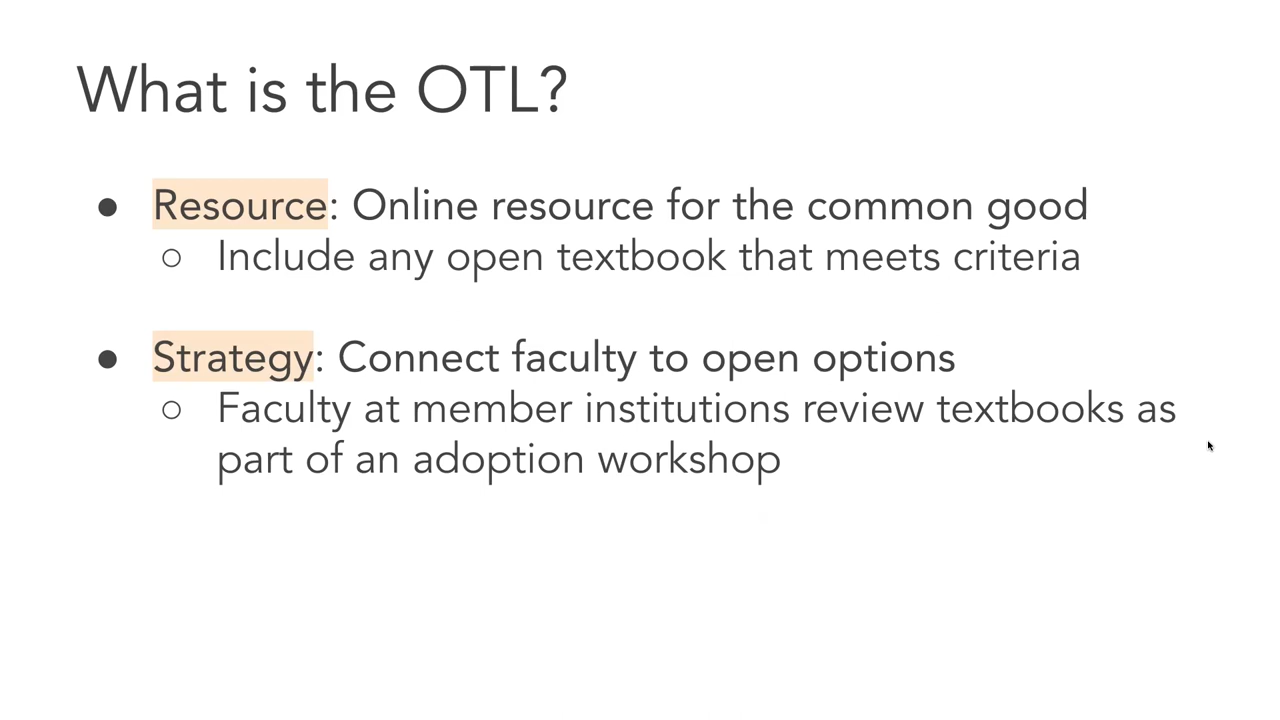 What is the OTL?
● Resource: Online resource for the common good
○ Include any open textbook that meets criteria
● Strategy: Connect faculty to open options
○ Faculty at member institutions review textbooks as
part of an adoption workshop